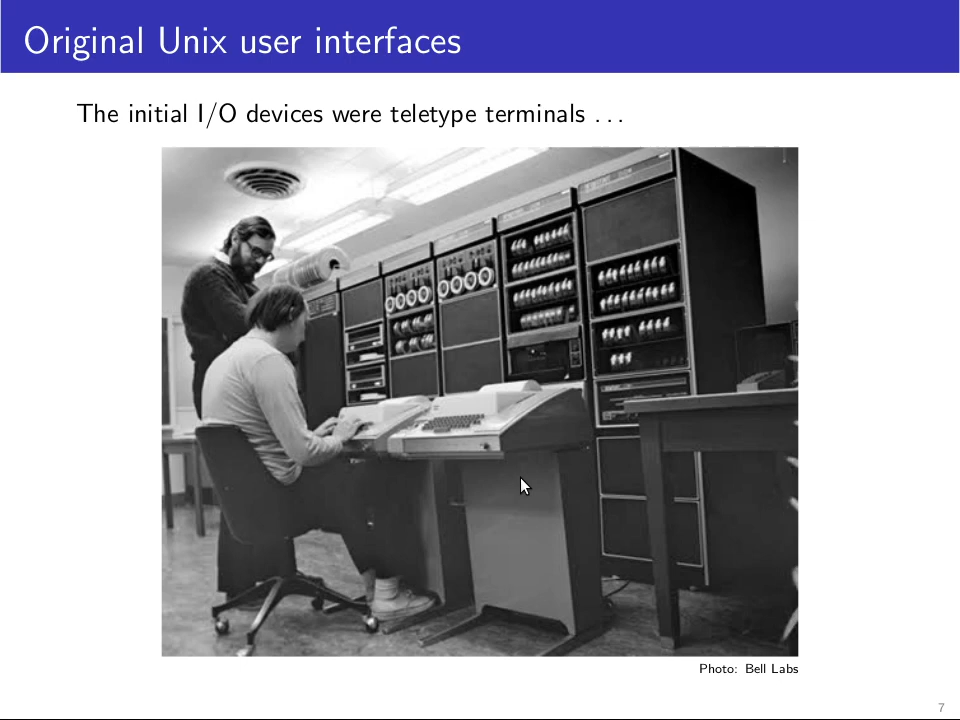 Original Unix user interfaces
The initial I/O devices were teletype terminals . . .
Photo: Bell Labs
7